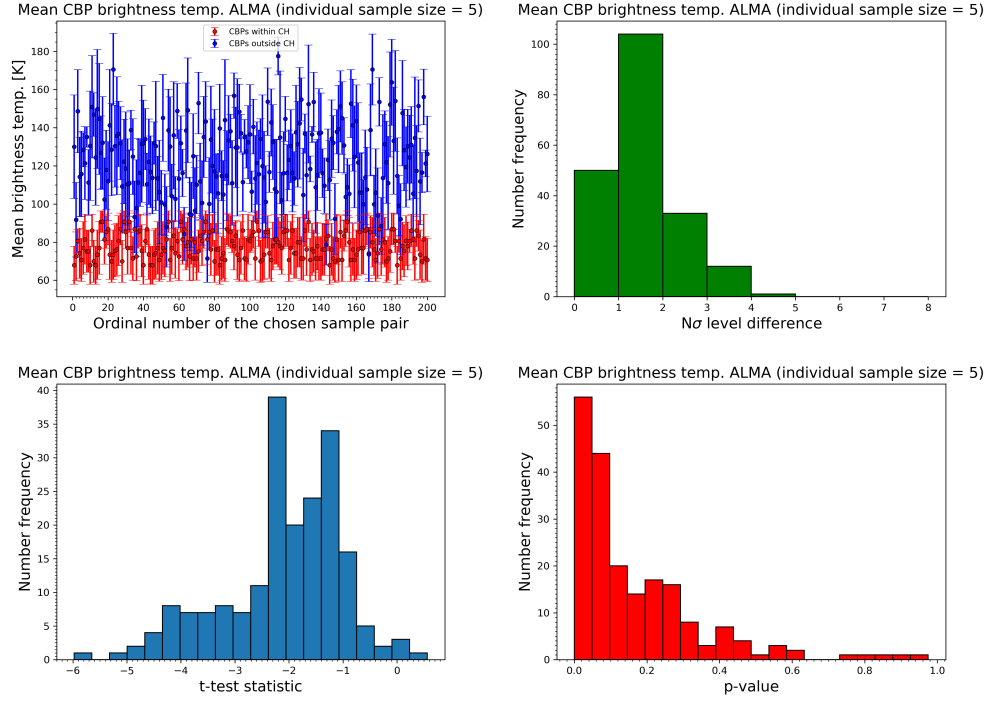 Mean CBP brightness temp. ALMA (individual sample size = 5)
CBPs within CH
CBPs outside CH
Mean brightness temp. [K]
180
160
140
120
100
80
60
0 20 40 60 80 100 120 140 160 180 200
Ordinal number of the chosen sample pair
Mean CBP brightness temp. ALMA (individual sample size = 5)
Number frequency
100
80
60
40
20
0
0 1 2 3 4 5 6 7 8
Nσ level difference
Mean CBP brightness temp. ALMA (individual sample size = 5)
Number frequency
40
35
30
25
20
15
10
5
0
−6 −5 −4 −3 −2 −1 0
t-test statistic
Mean CBP brightness temp. ALMA (individual sample size = 5)
Number frequency
50
40
30
20
10
0
0.0 0.2 0.4 0.6 0.8 1.0
p-value